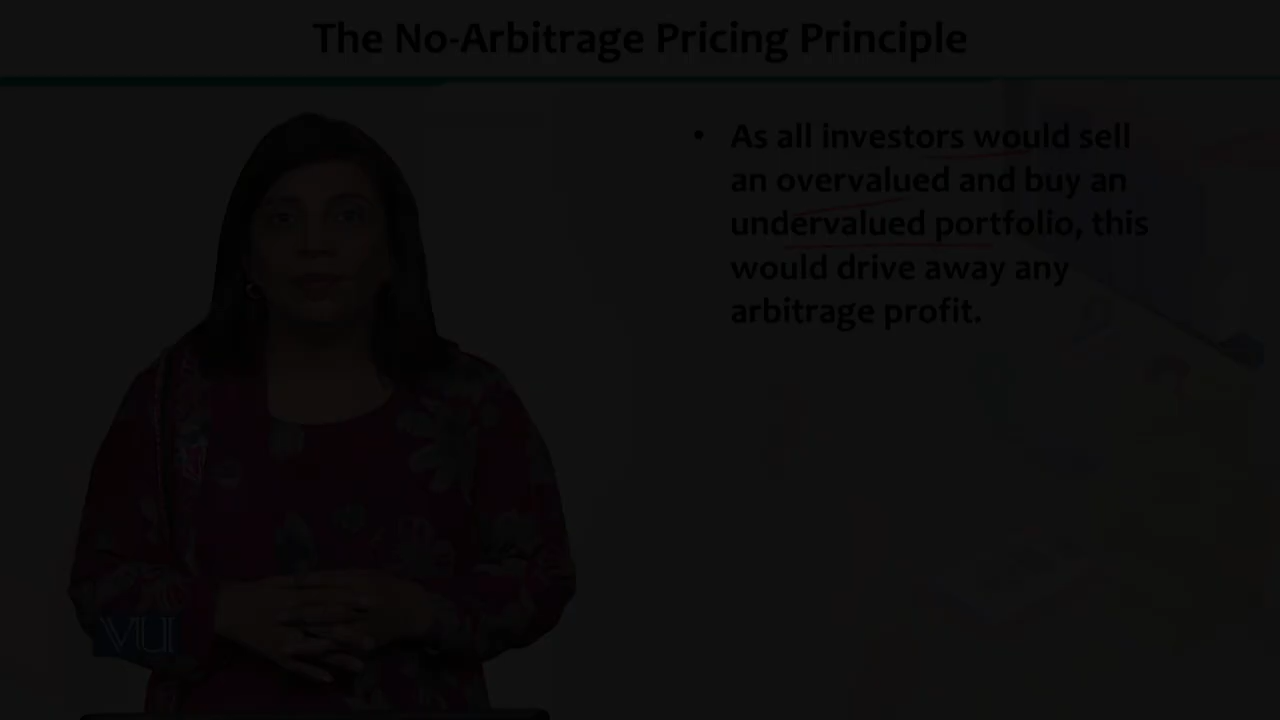 The No-Arbitrage Pricing Principle
• As all investors would sell
an overvalued and buy an
undervalued portfolio, this
would drive away any
arbitrage profit.
VU